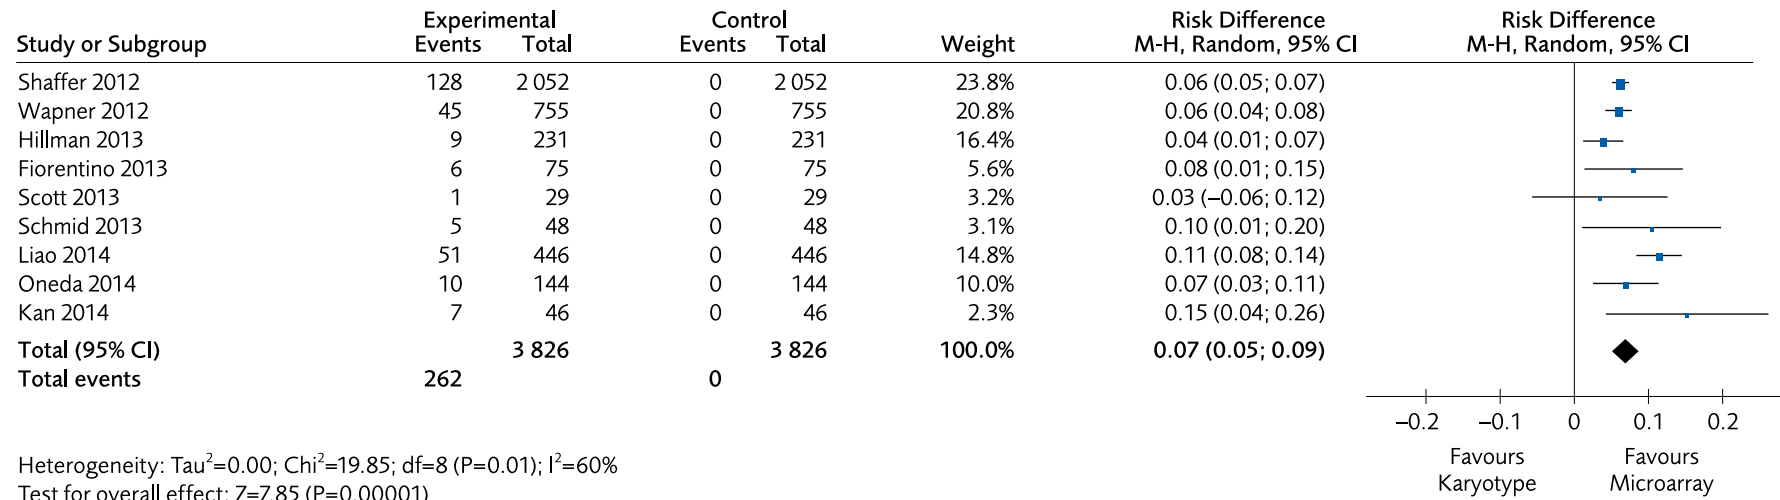 Experimental Control Risk Difference Risk Difference
Study or Subgroup Events Total Events Total Weight M-H, Random, 95% CI M-H, Random, 95% CI
Shaffer 2012 128 2 052 0 2 052 23.8% 0.06 (0.05; 0.07)
Wapner 2012 45 755 0 755 20.8% 0.06 (0.04; 0.08)
Hillman 2013 9 231 0 231 16.4% 0.04 (0.01; 0.07)
Fiorentino 2013 6 75 0 75 5.6% 0.08 (0.01; 0.15)
Scott 2013 1 29 0 29 3.2% 0.03 (−0.06; 0.12)
Schmid 2013 5 48 0 48 3.1% 0.10 (0.01; 0.20)
Liao 2014 51 446 0 446 14.8% 0.11 (0.08; 0.14)
Oneda 2014 10 144 0 144 10.0% 0.07 (0.03; 0.11)
Kan 2014 7 46 0 46 2.3% 0.15 (0.04; 0.26)
Total (95% CI) 3 826 3 826 100.0% 0.07 (0.05; 0.09)
Total events 262 0
−0.2 −0.1 0 0.1 0.2
Favours Karyotype Favours Microarray
Heterogeneity: Tau²=0.00; Chi²=19.85; df=8 (P=0.01); I²=60%
Test for overall effect: Z=7.85 (P=0.00001)